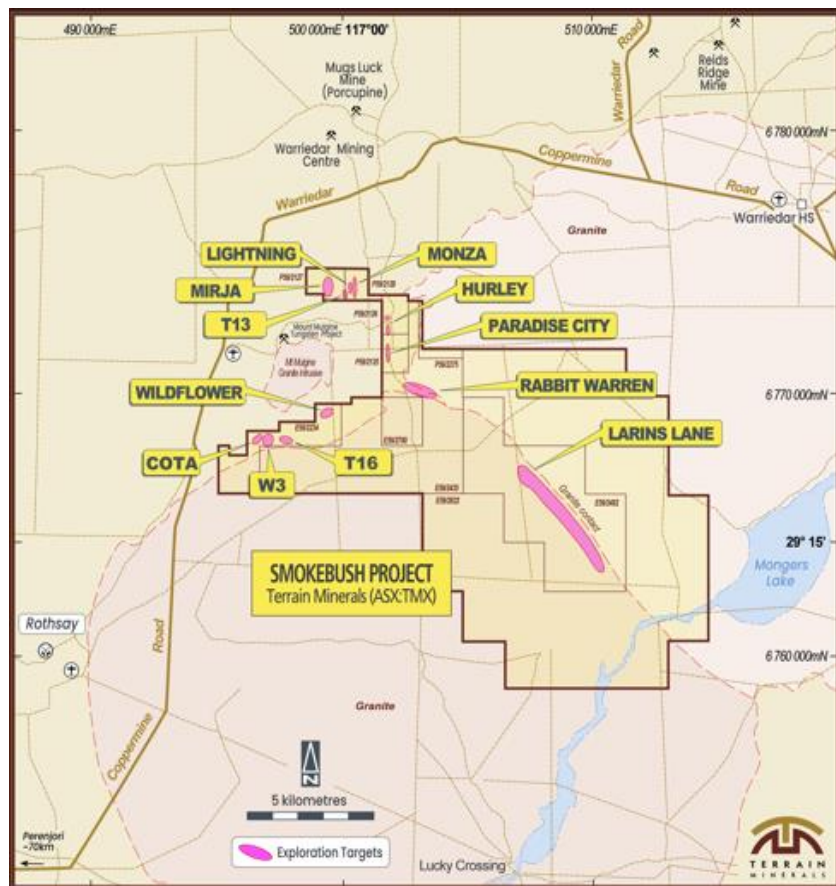 490 000mE
500 000mE 117°00'
510 000mE
Mugs Luck
Mine
(Porcupine)
Reids
Ridge
Mine
Warriedar
Road
6 780 000mN
Warriedar Mining
Centre
Coppermine
Road
Warriedar
Warriedar HS
Granite
LIGHTNING
MONZA
MIRJA
HURLEY
T13
PARADISE CITY
Mount Mulgine
Tungsten Project
Mt Mulgine
Granite Intrusive
RABBIT WARREN
6 770 000mN
WILDFLOWER
LARINS LANE
COTA
T16
W3
Granite contact
29° 15'
Mongers
Lake
SMOKEBUSH PROJECT
Terrain Minerals (ASX:TMX)
Rothsay
Road
6 760 000mN
Granite
Coppermine
N
5 kilometres
Perenjori
~70km
Exploration Targets
Lucky Crossing
TERRAIN
MINERALS